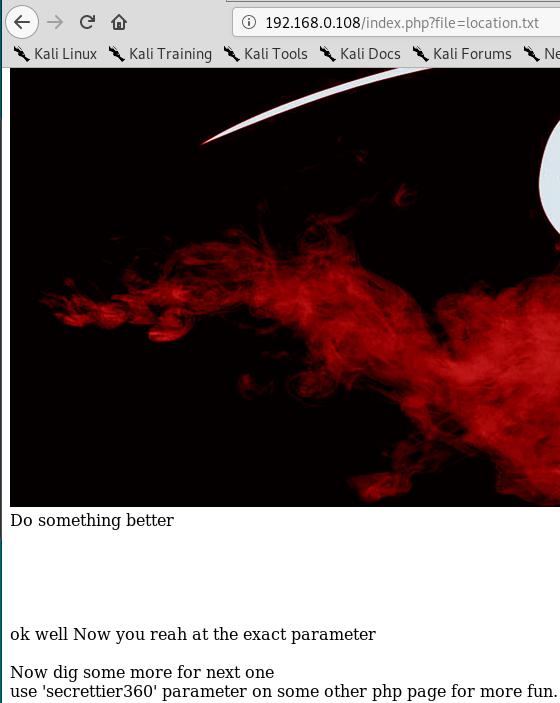 192.168.0.108/index.php?file=location.txt
Kali Linux Kali Training Kali Tools Kali Docs Kali Forums Ne
Do something better
ok well Now you reah at the exact parameter
Now dig some more for next one
use 'secrettier360' parameter on some other php page for more fun.